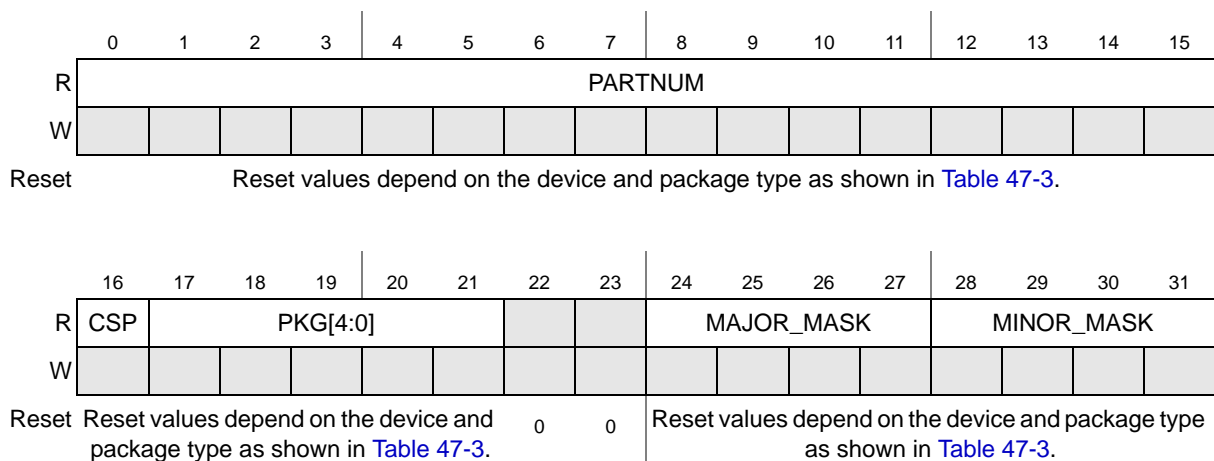 0 1 2 3 4 5 6 7 8 9 10 11 12 13 14 15
R PARTNUM
W
Reset Reset values depend on the device and package type as shown in Table 47-3.
16 17 18 19 20 21 22 23 24 25 26 27 28 29 30 31
R CSP PKG[4:0] MAJOR_MASK MINOR_MASK
W
Reset Reset values depend on the device and 0 0 Reset values depend on the device and package type
package type as shown in Table 47-3. as shown in Table 47-3.